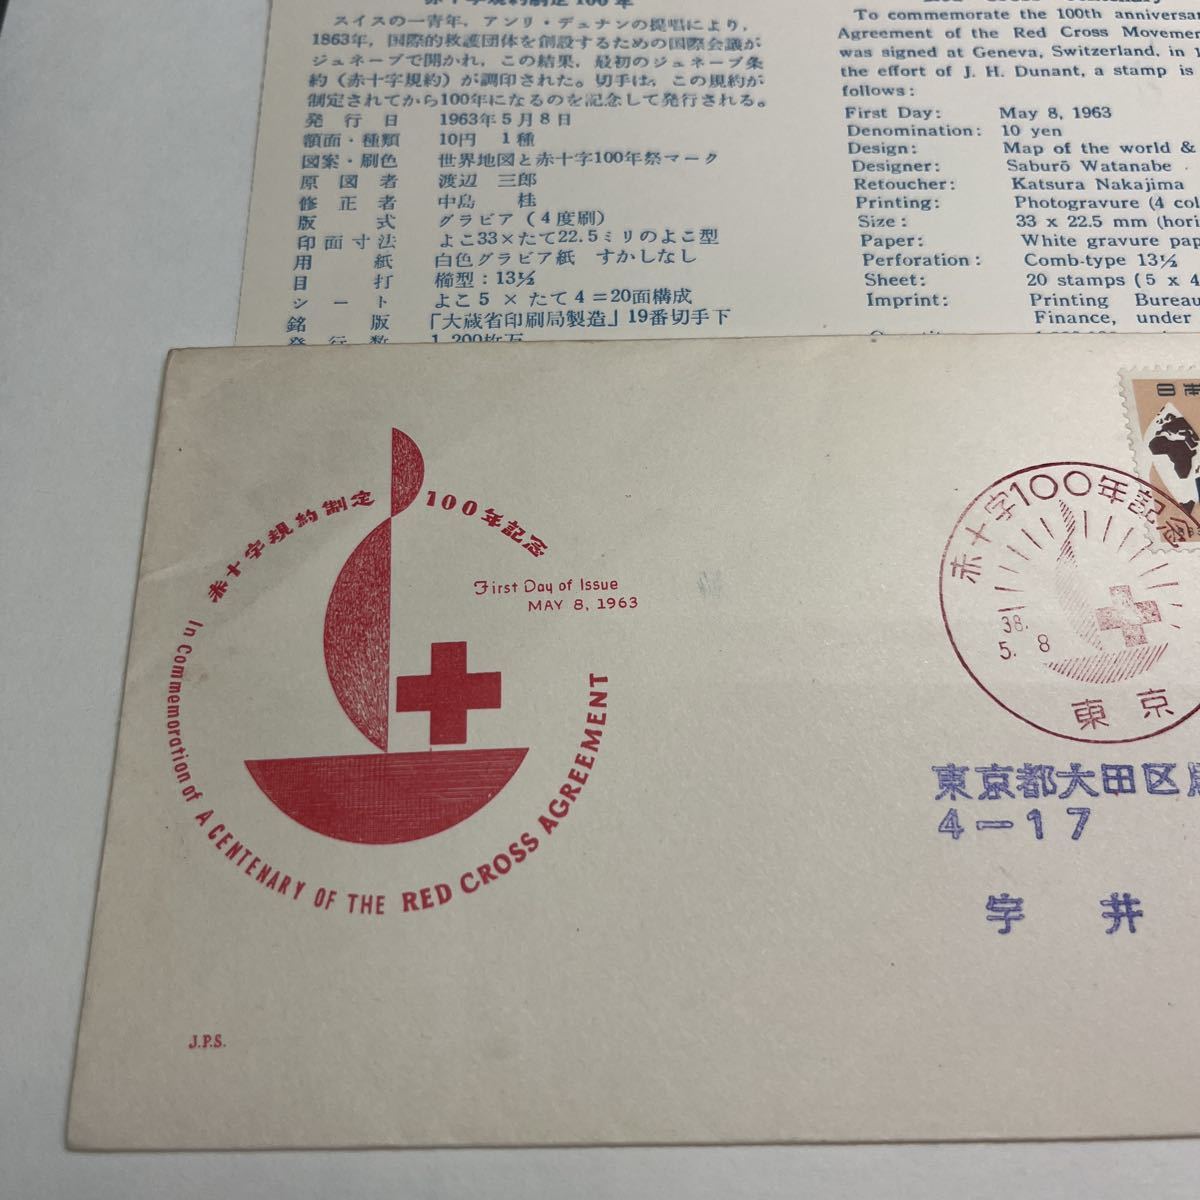 赤十字規約制定 100 年
スイスの一青年，アンリ・デュナンの提唱により，
1863年，国際的救護団体を創設するための国際会議が
ジュネーブで開かれ，この結果，最初のジュネーブ条
約（赤十字規約）が調印された。切手は，この規約が
制定されてから100年になるのを記念して発行される。
発行日 1963年5月8日
額面・種類 10円 1種
図案・刷色 世界地図と赤十字100年祭マーク
原図者 渡辺 三郎
修正者 中島 桂
版式 グラビア（4度刷）
印面寸法 よこ33×たて22.5ミリのよこ型
用紙 白色グラビア紙 すかしなし
目打 櫛型：13½
シート よこ5×たて4＝20面構成
銘版 「大蔵省印刷局製造」19番切手下
発行数 1,200枚万
Red Cross Centenary
To commemorate the 100th anniversa
Agreement of the Red Cross Movemen
was signed at Geneva, Switzerland, in 1
the effort of J. H. Dunant, a stamp is
follows:
First Day: May 8, 1963
Denomination: 10 yen
Design: Map of the world &
Designer: Saburō Watanabe
Retoucher: Katsura Nakajima
Printing: Photogravure (4 col
Size: 33 x 22.5 mm (hori
Paper: White gravure pap
Perforation: Comb-type 13½
Sheet: 20 stamps (5 x 4
Imprint: Printing Bureau
Finance, under
赤十字規約制定 100年記念
First Day of Issue
MAY 8, 1963
In Commemoration of A CENTENARY OF THE RED CROSS AGREEMENT
J.P.S.
日
赤十字100年記念
38.
5. 8
東京
東京都大田区
4－17
宇井